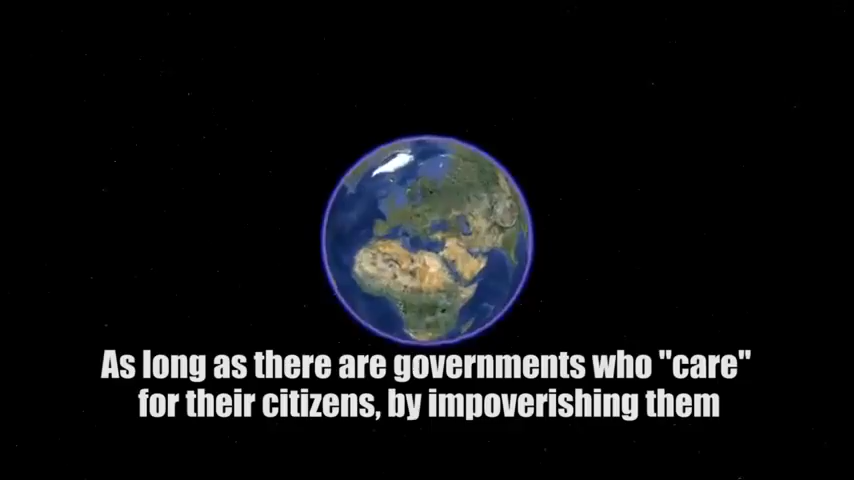 As long as there are governments who "care"
for their citizens, by impoverishing them